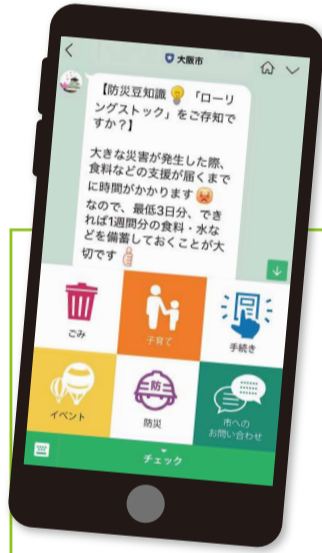 大阪市
【防災豆知識💡「ローリ
ングストック」をご存知で
すか？】
大きな災害が発生した際、
食料などの支援が届くまで
に時間がかかります😣
なので、最低3日分、でき
れば1週間分の食料・水な
どを備蓄しておくことが大
切です☝
ごみ
子育て
手続き
イベント
防
防災
市への
お問い合わせ
チェック